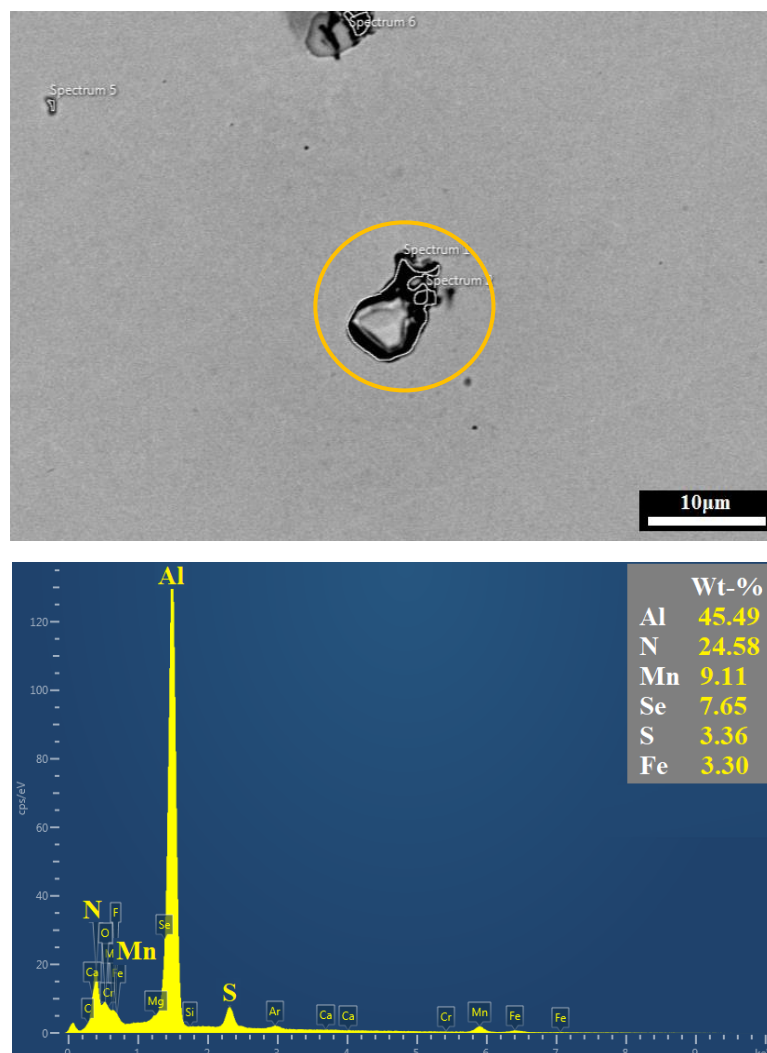 Spectrum 6
Spectrum 5
Spectrum 1
Spectrum
10μm
Wt-%
Al 45.49
N 24.58
Mn 9.11
Se 7.65
S 3.36
Fe 3.30
cps/eV
120
100
80
60
40
20
0
Al
N
Mn
S
F
O
M
Ca
Fe
Cr
C
Se
Mg
Si
Ar
Ca
Ca
Cr
Mn
Fe
Fe
0
1
2
3
4
5
6
7
8
9